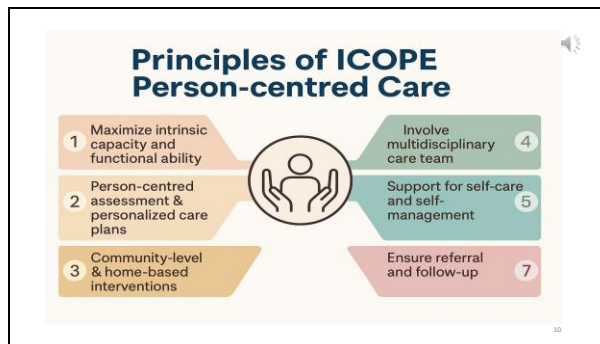 Principles of ICOPE
Person-centred Care
1
Maximize intrinsic
capacity and
functional ability
2
Person-centred
assessment &
personalized care
plans
3
Community-level
& home-based
interventions
Involve
multidisciplinary
care team
4
Support for self-care
and self-
management
5
Ensure referral
and follow-up
7
10